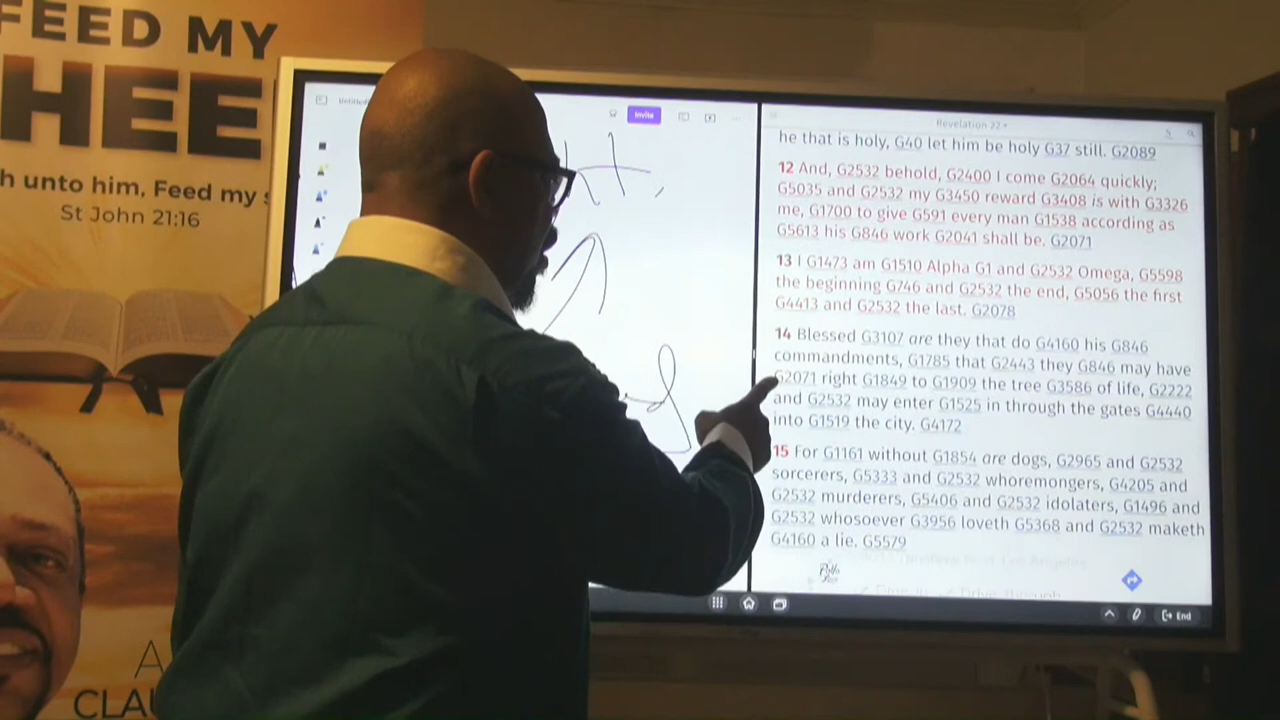 FEED MY
HEE
h unto him, Feed my s
St John 21:16
A
CLAU
Untitled
Invite
Revelation 22
he that is holy, G40 let him be holy G37 still. G2089
12 And, G2532 behold, G2400 I come G2064 quickly;
G5035 and G2532 my G3450 reward G3408 is with G3326
me, G1700 to give G591 every man G1538 according as
G5613 his G846 work G2041 shall be. G2071
13 I G1473 am G1510 Alpha G1 and G2532 Omega, G5598
the beginning G746 and G2532 the end, G5056 the first
G4413 and G2532 the last. G2078
14 Blessed G3107 are they that do G4160 his G846
commandments, G1785 that G2443 they G846 may have
G2071 right G1849 to G1909 the tree G3586 of life, G2222
and G2532 may enter G1525 in through the gates G4440
into G1519 the city. G4172
15 For G1161 without G1854 are dogs, G2965 and G2532
sorcerers, G5333 and G2532 whoremongers, G4205 and
G2532 murderers, G5406 and G2532 idolaters, G1496 and
G2532 whosoever G3956 loveth G5368 and G2532 maketh
G4160 a lie. G5579
End